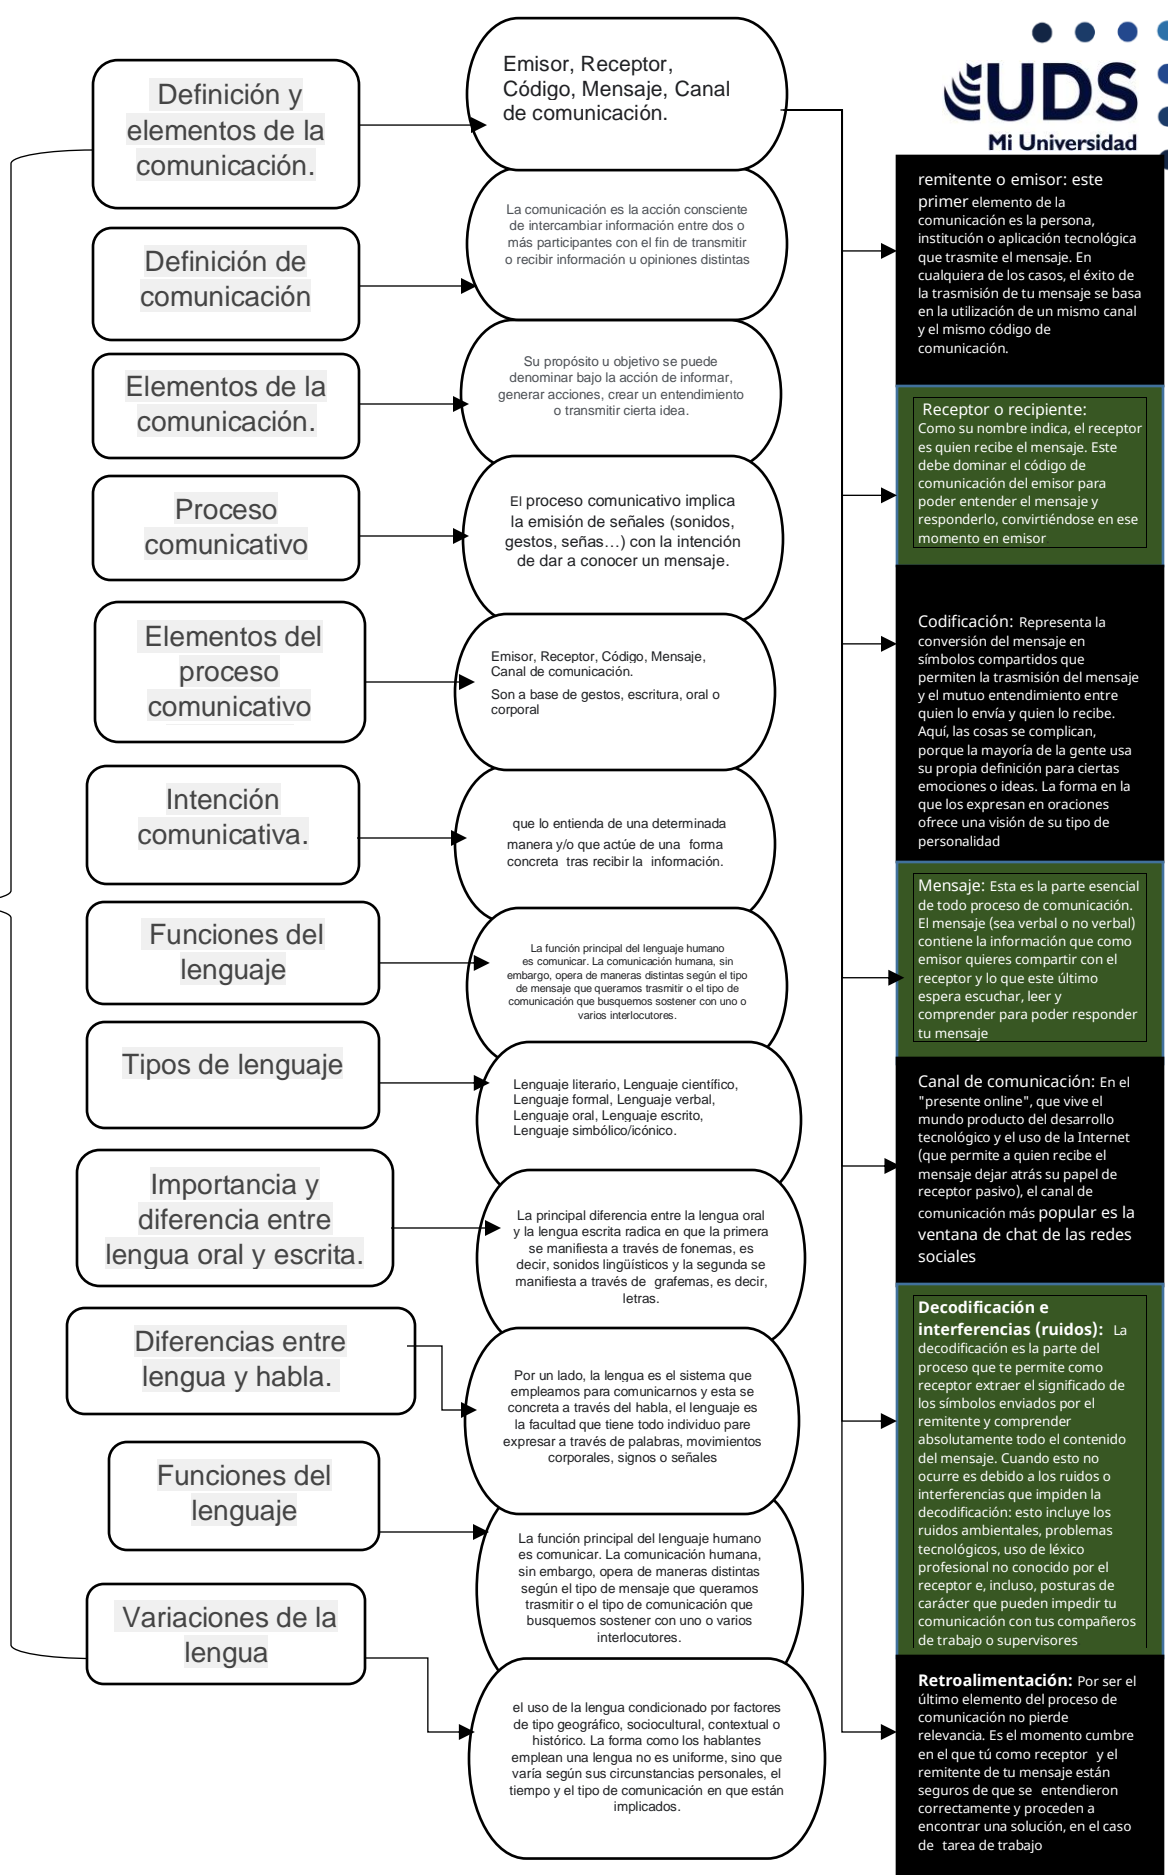 UDS
Mi Universidad
Definición y
elementos de la
comunicación.
Emisor, Receptor,
Código, Mensaje, Canal
de comunicación.
Definición de
comunicación
La comunicación es la acción consciente
de intercambiar información entre dos o
más participantes con el fin de transmitir
o recibir información u opiniones distintas
Elementos de la
comunicación.
Su propósito u objetivo se puede
denominar bajo la acción de informar,
generar acciones, crear un entendimiento
o transmitir cierta idea.
Proceso
comunicativo
El proceso comunicativo implica
la emisión de señales (sonidos,
gestos, señas…) con la intención
de dar a conocer un mensaje.
Elementos del
proceso
comunicativo
Emisor, Receptor, Código, Mensaje,
Canal de comunicación.
Son a base de gestos, escritura, oral o
corporal
Intención
comunicativa.
que lo entienda de una determinada
manera y/o que actúe de una forma
concreta tras recibir la información.
Funciones del
lenguaje
La función principal del lenguaje humano
es comunicar. La comunicación humana, sin
embargo, opera de maneras distintas según el tipo
de mensaje que queramos trasmitir o el tipo de
comunicación que busquemos sostener con uno o
varios interlocutores.
Tipos de lenguaje
Lenguaje literario, Lenguaje científico,
Lenguaje formal, Lenguaje verbal,
Lenguaje oral, Lenguaje escrito,
Lenguaje simbólico/icónico.
Importancia y
diferencia entre
lengua oral y escrita.
La principal diferencia entre la lengua oral
y la lengua escrita radica en que la primera
se manifiesta a través de fonemas, es
decir, sonidos lingüísticos y la segunda se
manifiesta a través de grafemas, es decir,
letras.
Diferencias entre
lengua y habla.
Por un lado, la lengua es el sistema que
empleamos para comunicarnos y esta se
concreta a través del habla, el lenguaje es
la facultad que tiene todo individuo pare
expresar a través de palabras, movimientos
corporales, signos o señales
Funciones del
lenguaje
La función principal del lenguaje humano
es comunicar. La comunicación humana,
sin embargo, opera de maneras distintas
según el tipo de mensaje que queramos
trasmitir o el tipo de comunicación que
busquemos sostener con uno o varios
interlocutores.
Variaciones de la
lengua
el uso de la lengua condicionado por factores
de tipo geográfico, sociocultural, contextual o
histórico. La forma como los hablantes
emplean una lengua no es uniforme, sino que
varía según sus circunstancias personales, el
tiempo y el tipo de comunicación en que están
implicados.
remitente o emisor: este
primer elemento de la
comunicación es la persona,
institución o aplicación tecnológica
que trasmite el mensaje. En
cualquiera de los casos, el éxito de
la trasmisión de tu mensaje se basa
en la utilización de un mismo canal
y el mismo código de
comunicación.
Receptor o recipiente:
Como su nombre indica, el receptor
es quien recibe el mensaje. Este
debe dominar el código de
comunicación del emisor para
poder entender el mensaje y
responderlo, convirtiéndose en ese
momento en emisor
Codificación: Representa la
conversión del mensaje en
símbolos compartidos que
permiten la trasmisión del mensaje
y el mutuo entendimiento entre
quien lo envía y quien lo recibe.
Aquí, las cosas se complican,
porque la mayoría de la gente usa
su propia definición para ciertas
emociones o ideas. La forma en la
que los expresan en oraciones
ofrece una visión de su tipo de
personalidad
Mensaje: Esta es la parte esencial
de todo proceso de comunicación.
El mensaje (sea verbal o no verbal)
contiene la información que como
emisor quieres compartir con el
receptor y lo que este último
espera escuchar, leer y
comprender para poder responder
tu mensaje
Canal de comunicación: En el
"presente online", que vive el
mundo producto del desarrollo
tecnológico y el uso de la Internet
(que permite a quien recibe el
mensaje dejar atrás su papel de
receptor pasivo), el canal de
comunicación más popular es la
ventana de chat de las redes
sociales
Decodificación e
interferencias (ruidos): La
decodificación es la parte del
proceso que te permite como
receptor extraer el significado de
los símbolos enviados por el
remitente y comprender
absolutamente todo el contenido
del mensaje. Cuando esto no
ocurre es debido a los ruidos o
interferencias que impiden la
decodificación: esto incluye los
ruidos ambientales, problemas
tecnológicos, uso de léxico
profesional no conocido por el
receptor e, incluso, posturas de
carácter que pueden impedir tu
comunicación con tus compañeros
de trabajo o supervisores
Retroalimentación: Por ser el
último elemento del proceso de
comunicación no pierde
relevancia. Es el momento cumbre
en el que tú como receptor y el
remitente de tu mensaje están
seguros de que se entendieron
correctamente y proceden a
encontrar una solución, en el caso
de tarea de trabajo